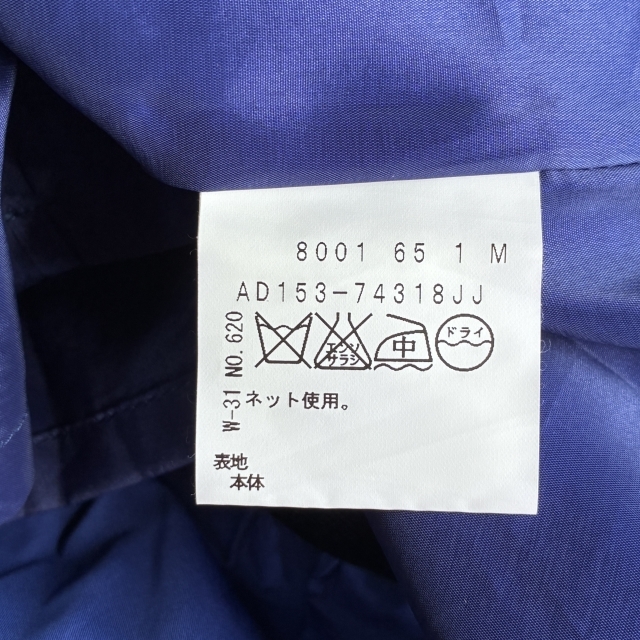 8001 65 1 M
AD153-74318JJ
W-31 NO. 620
エンソ
サラシ
中
ドライ
ネット使用。
表地
本体